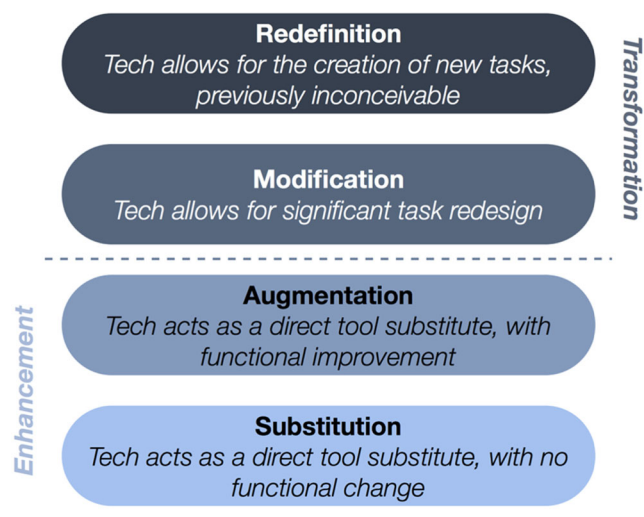 Redefinition
Tech allows for the creation of new tasks,
previously inconceivable
Transformation
Modification
Tech allows for significant task redesign
Enhancement
Augmentation
Tech acts as a direct tool substitute, with
functional improvement
Substitution
Tech acts as a direct tool substitute, with no
functional change